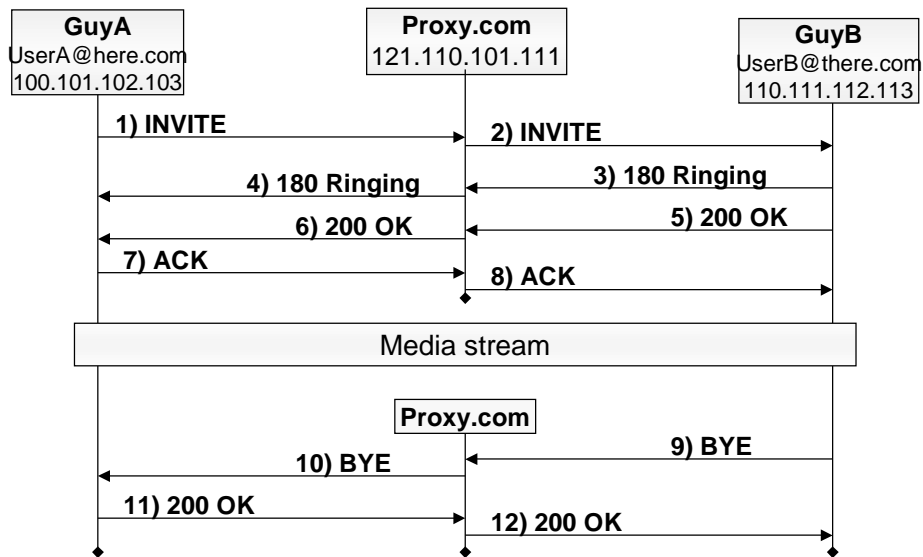 GuyA
UserA@here.com
100.101.102.103
Proxy.com
121.110.101.111
GuyB
UserB@there.com
110.111.112.113
1) INVITE
2) INVITE
3) 180 Ringing
4) 180 Ringing
5) 200 OK
6) 200 OK
7) ACK
8) ACK
Media stream
Proxy.com
9) BYE
10) BYE
11) 200 OK
12) 200 OK